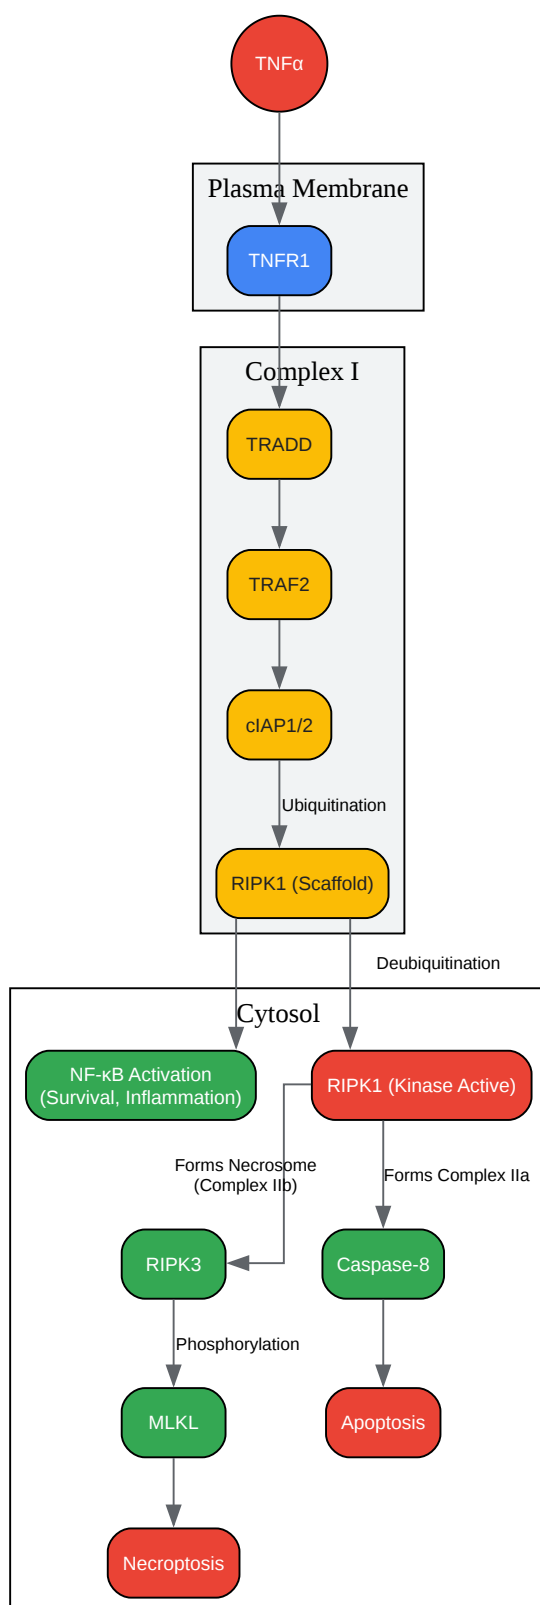 TNFα
Plasma Membrane
TNFR1
Complex I
TRADD
TRAF2
cIAP1/2
Ubiquitination
RIPK1 (Scaffold)
Deubiquitination
Cytosol
NF-κB Activation
(Survival, Inflammation)
RIPK1 (Kinase Active)
Forms Necrosome
(Complex IIb)
Forms Complex IIa
RIPK3
Caspase-8
Phosphorylation
MLKL
Apoptosis
Necroptosis